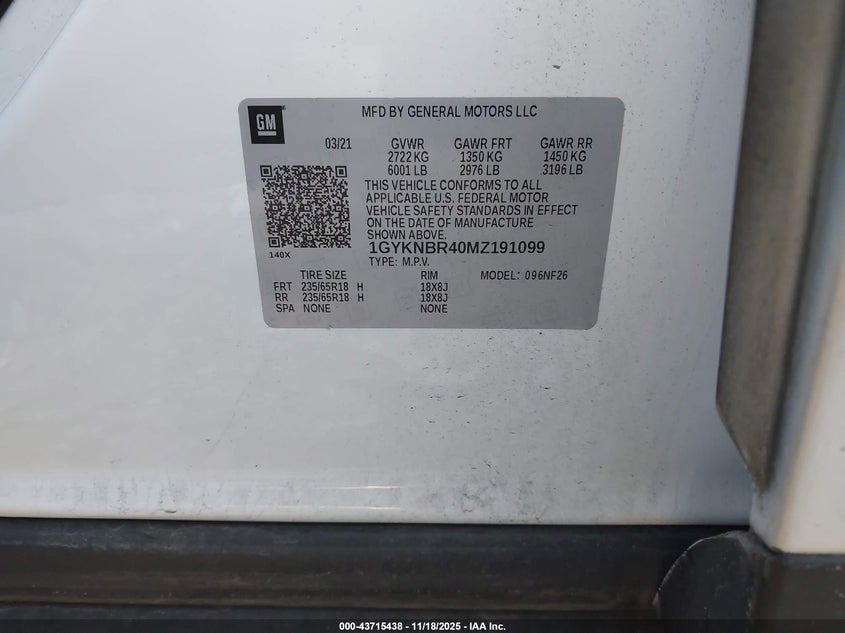 GM
MFD BY GENERAL MOTORS LLC
03/21 GVWR GAWR FRT GAWR RR
2722 KG 1350 KG 1450 KG
6001 LB 2976 LB 3196 LB
THIS VEHICLE CONFORMS TO ALL
APPLICABLE U.S. FEDERAL MOTOR
VEHICLE SAFETY STANDARDS IN EFFECT
ON THE DATE OF MANUFACTURE
SHOWN ABOVE.
1GYKNBR40MZ191099
140X
TYPE: M.P.V.
TIRE SIZE RIM MODEL: 096NF26
FRT 235/65R18 H 18X8J
RR 235/65R18 H 18X8J
SPA NONE NONE
000-43715438 - 11/18/2025 - IAA Inc.